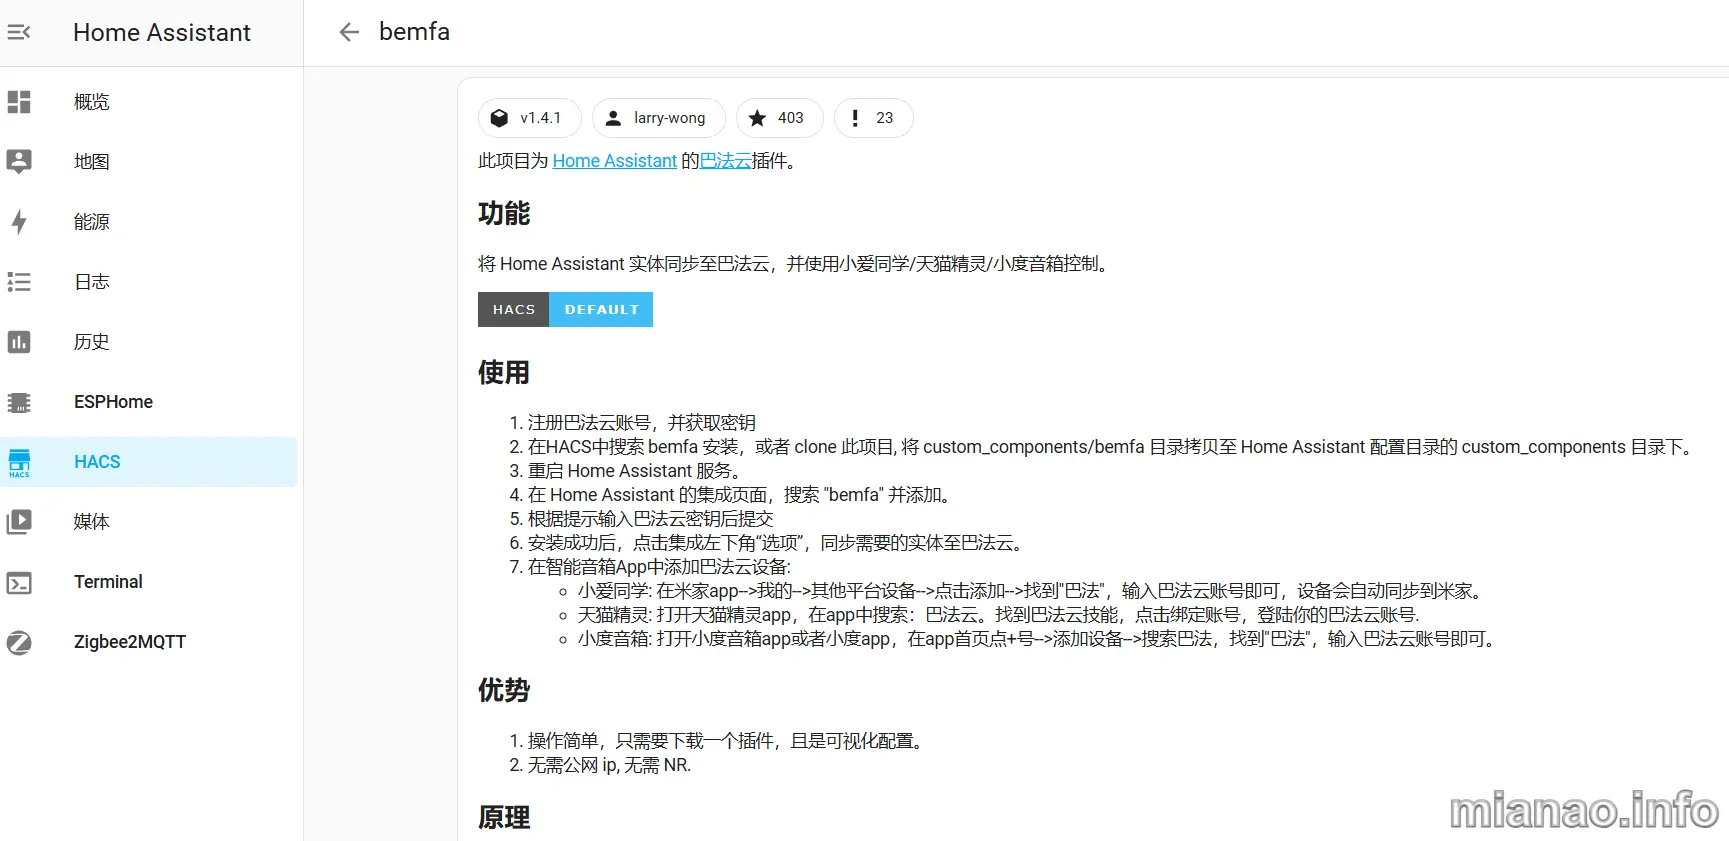 Home Assistant
bemfa
概览
地图
能源
日志
历史
ESPHome
HACS
HACS
媒体
Terminal
Zigbee2MQTT
v1.4.1
larry-wong
403
23
此项目为 Home Assistant 的巴法云插件。
功能
将 Home Assistant 实体同步至巴法云，并使用小爱同学/天猫精灵/小度音箱控制。
HACS DEFAULT
使用
1. 注册巴法云账号，并获取密钥
2. 在HACS中搜索 bemfa 安装，或者 clone 此项目, 将 custom_components/bemfa 目录拷贝至 Home Assistant 配置目录的 custom_components 目录下。
3. 重启 Home Assistant 服务。
4. 在 Home Assistant 的集成页面，搜索 "bemfa" 并添加。
5. 根据提示输入巴法云密钥后提交
6. 安装成功后，点击集成左下角“选项”，同步需要的实体至巴法云。
7. 在智能音箱App中添加巴法云设备:
小爱同学: 在米家app-->我的-->其他平台设备-->点击添加-->找到"巴法"，输入巴法云账号即可，设备会自动同步到米家。
天猫精灵: 打开天猫精灵app，在app中搜索：巴法云。找到巴法云技能，点击绑定账号，登陆你的巴法云账号.
小度音箱: 打开小度音箱app或者小度app，在app首页点+号-->添加设备-->搜索巴法，找到"巴法"，输入巴法云账号即可。
优势
1. 操作简单，只需要下载一个插件，且是可视化配置。
2. 无需公网 ip, 无需 NR.
原理
mianao.info